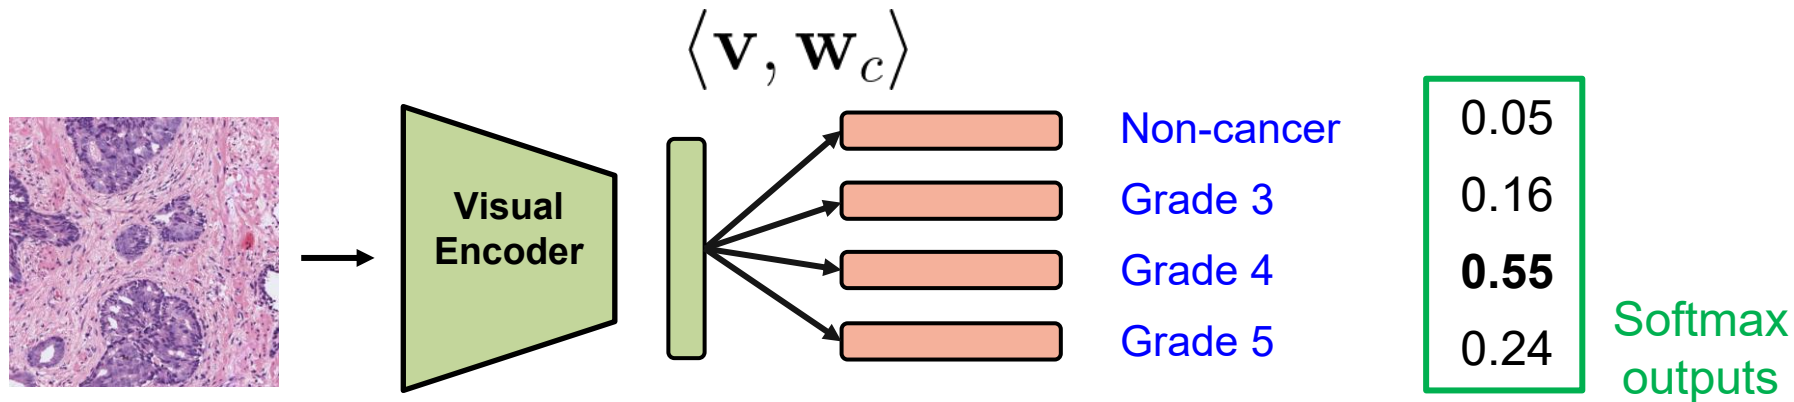 ⟨v, w_c⟩
Visual
Encoder
Non-cancer
Grade 3
Grade 4
Grade 5
0.05
0.16
0.55
0.24
Softmax
outputs